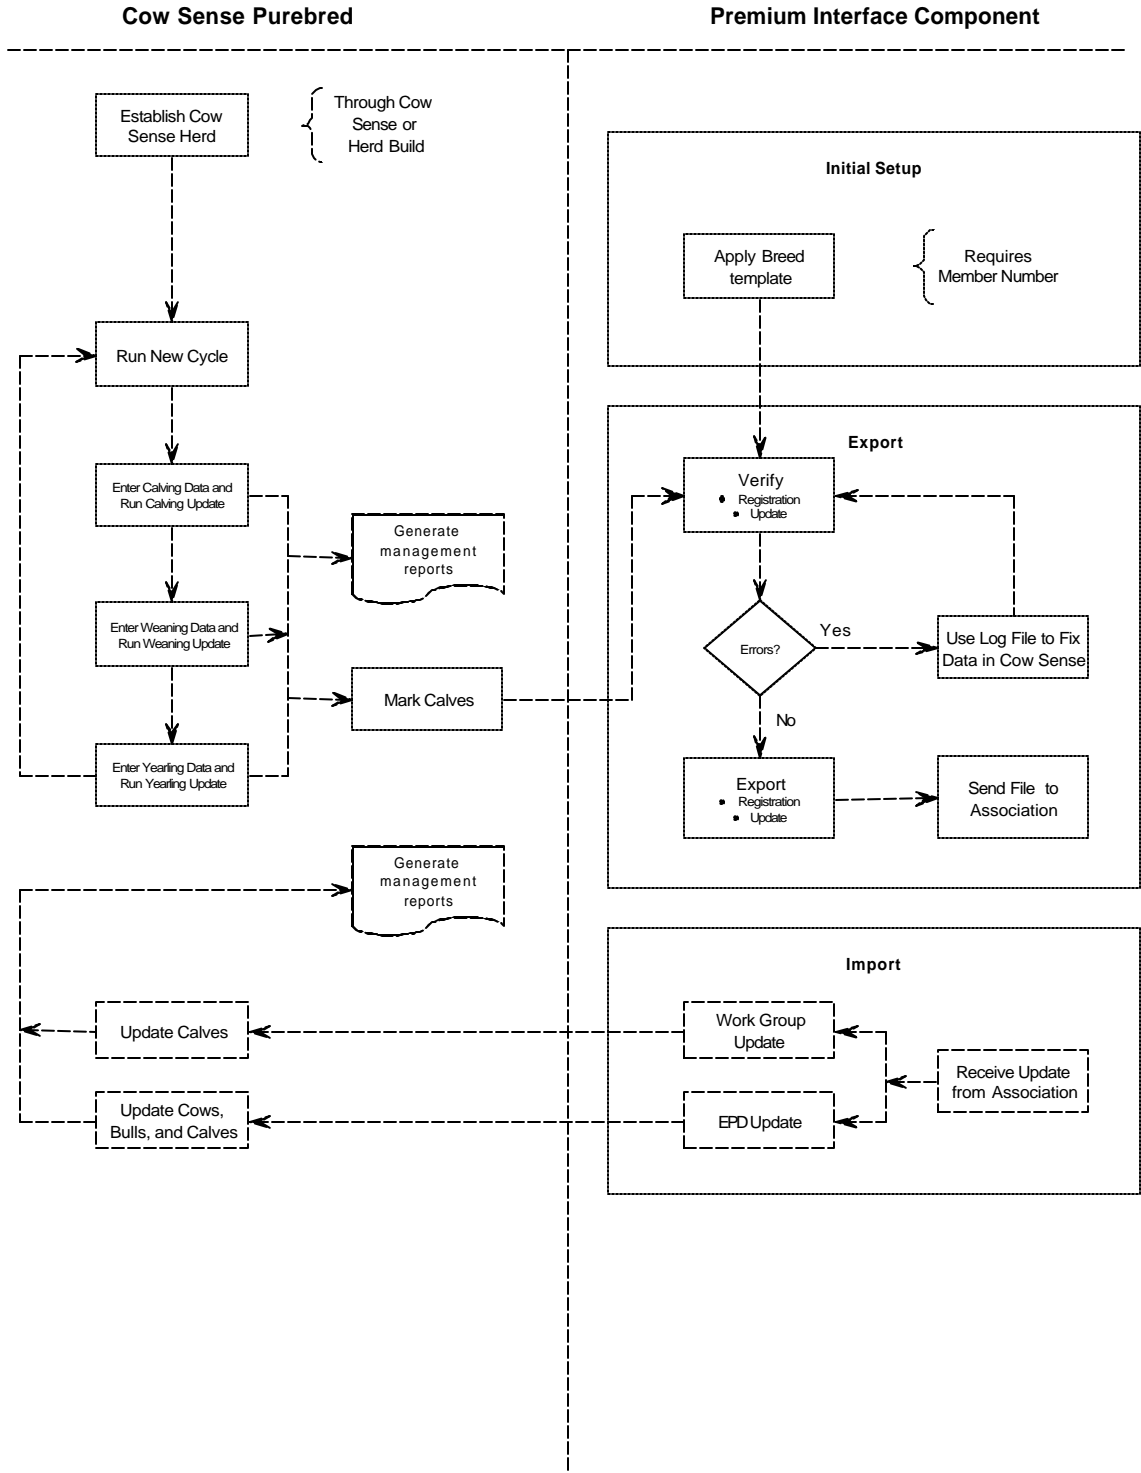 Cow Sense Purebred
Premium Interface Component
Establish Cow
Sense Herd
Through Cow
Sense or
Herd Build
Run New Cycle
Enter Calving Data and
Run Calving Update
Generate
management
reports
Enter Weaning Data and
Run Weaning Update
Mark Calves
Enter Yearling Data and
Run Yearling Update
Generate
management
reports
Update Calves
Update Cows,
Bulls, and Calves
Initial Setup
Apply Breed
template
Requires
Member Number
Export
Verify
• Registration
• Update
Errors?
Yes
Use Log File to Fix
Data in Cow Sense
No
Export
• Registration
• Update
Send File to
Association
Import
Work Group
Update
Receive Update
from Association
EPD Update